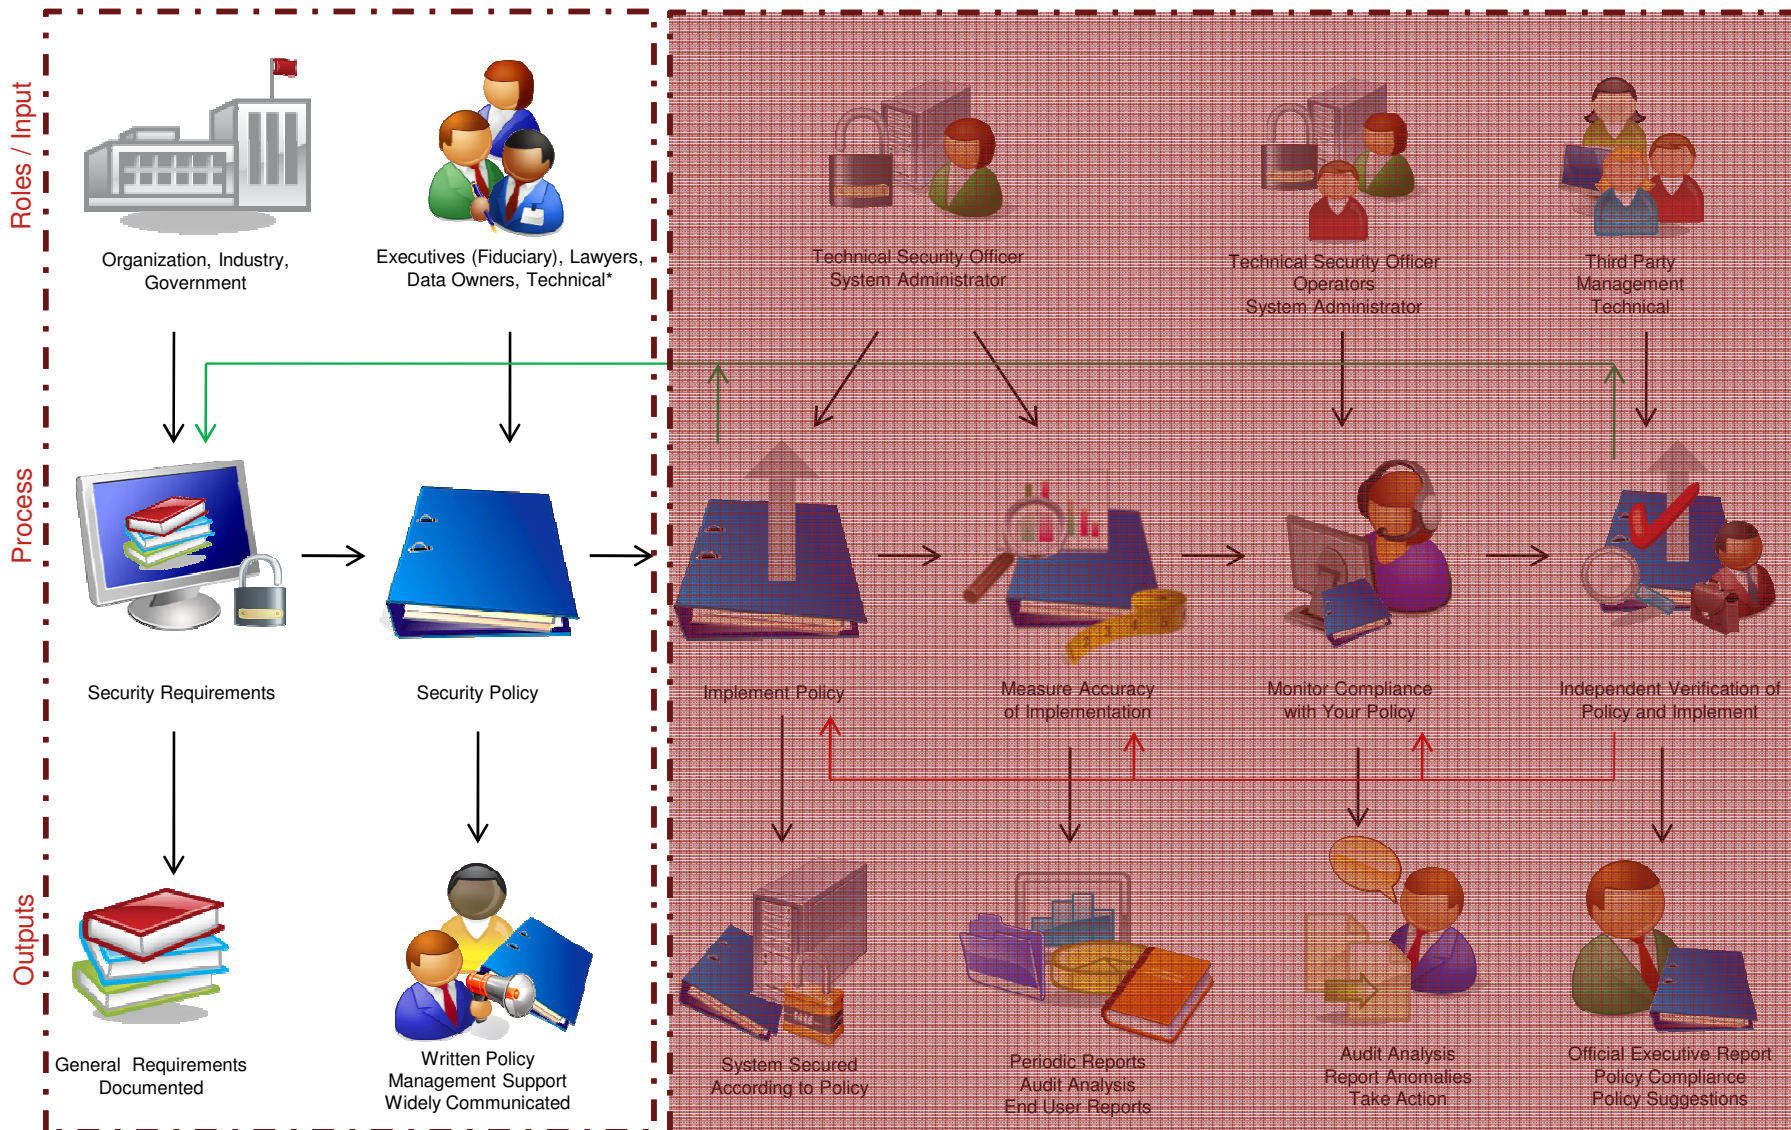 Roles / Input
Organization, Industry,
Government
Executives (Fiduciary), Lawyers,
Data Owners, Technical*
Technical Security Officer
System Administrator
Technical Security Officer
Operators
System Administrator
Third Party
Management
Technical
Process
Security Requirements
Security Policy
Implement Policy
Measure Accuracy
of Implementation
Monitor Compliance
with Your Policy
Independent Verification of
Policy and Implement
2 3 4 5
Outputs
General Requirements
Documented
Written Policy
Management Support
Widely Communicated
System Secured
According to Policy
Periodic Reports
Audit Analysis
End User Reports
Audit Analysis
Report Anomalies
Take Action
Official Executive Report
Policy Compliance
Policy Suggestions